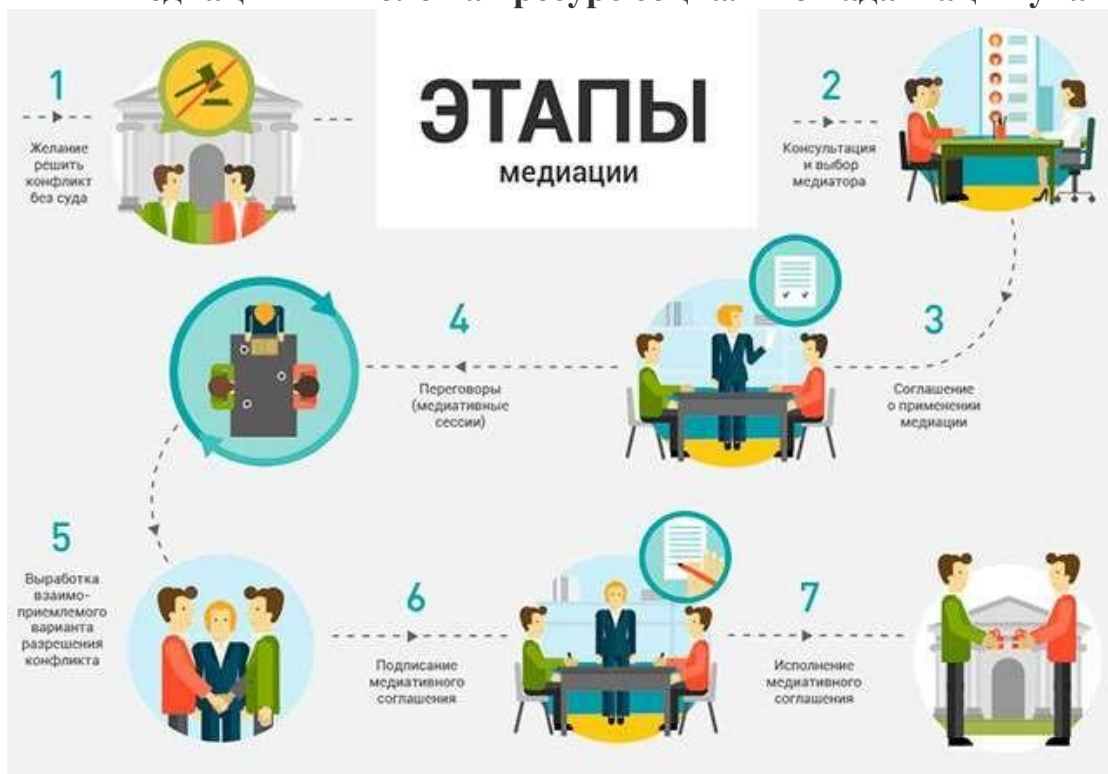 ЭТАПЫ
медиации
1
Желание
решить
конфликт
без суда
2
Консультация
и выбор
медиатора
3
Соглашение
о применении
медиации
4
Переговоры
(медиативные
сессии)
5
Выработка
взаимо-
приемлемого
варианта
разрешения
конфликта
6
Подписание
медиативного
соглашения
7
Исполнение
медиативного
соглашения